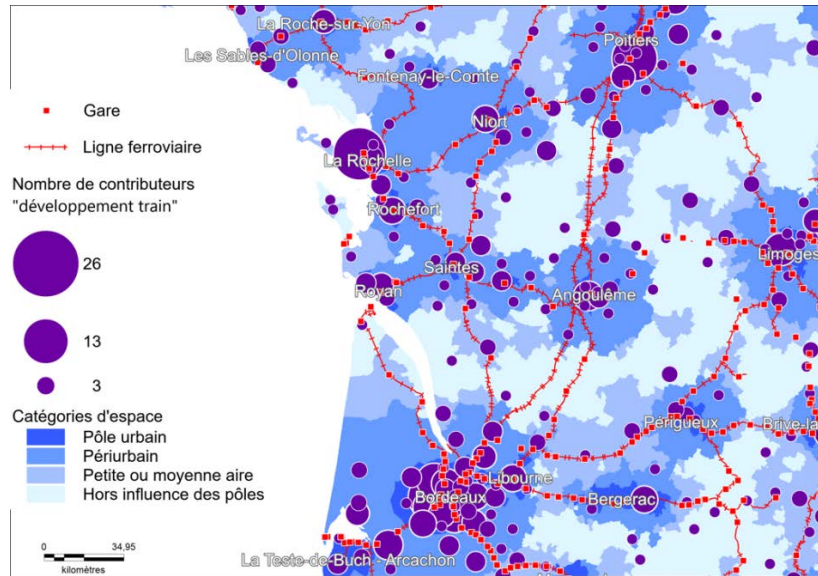 La Roche-sur-Yon
Poitiers
Les Sables-d'Olonne
Fontenay-le-Comte
Gare
Niort
Ligne ferroviaire
La Rochelle
Nombre de contributeurs
"développement train"
Rochefort
26
Saintes
Limoges
Royan
Angoulême
13
3
Catégories d'espace
Pôle urbain
Périgueux
Brive-la
Périurbain
Petite ou moyenne aire
Libourne
Hors influence des pôles
Bordeaux
Bergerac
0
34,95
La Teste-de-Buch - Arcachon
kilomètres